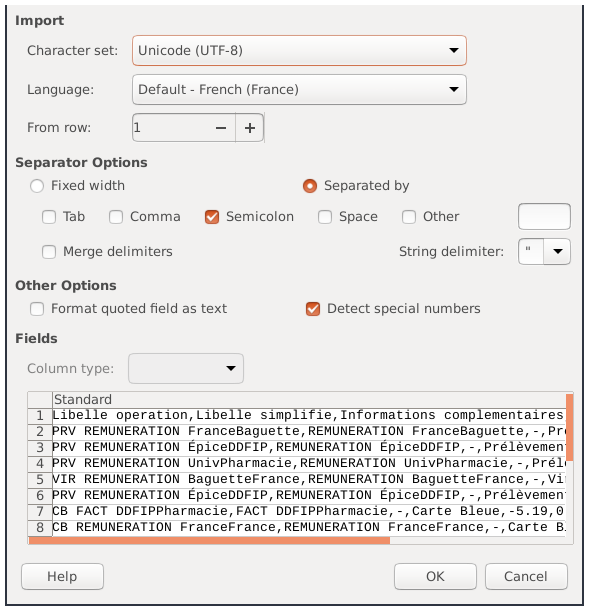 Import
Character set: Unicode (UTF-8)
Language: Default - French (France)
From row: 1
Separator Options
Fixed width Separated by
Tab Comma Semicolon Space Other
Merge delimiters String delimiter: "
Other Options
Format quoted field as text Detect special numbers
Fields
Column type:
Standard
1 Libelle operation,Libelle simplifie,Informations complementaires
2 PRV REMUNERATION FranceBaguette,REMUNERATION FranceBaguette,-,Pré
3 PRV REMUNERATION ÉpiceDDFIP,REMUNERATION ÉpiceDDFIP,-,Prélèvemen
4 PRV REMUNERATION UnivPharmacie,REMUNERATION UnivPharmacie,-,Prél
5 VIR REMUNERATION BaguetteFrance,REMUNERATION BaguetteFrance,-,Vi
6 PRV REMUNERATION ÉpiceDDFIP,REMUNERATION ÉpiceDDFIP,-,Prélèvemen
7 CB FACT DDFIPPharmacie,FACT DDFIPPharmacie,-,Carte Bleue,-5.19,0
8 CB REMUNERATION FranceFrance,REMUNERATION FranceFrance,-,Carte B
Help OK Cancel